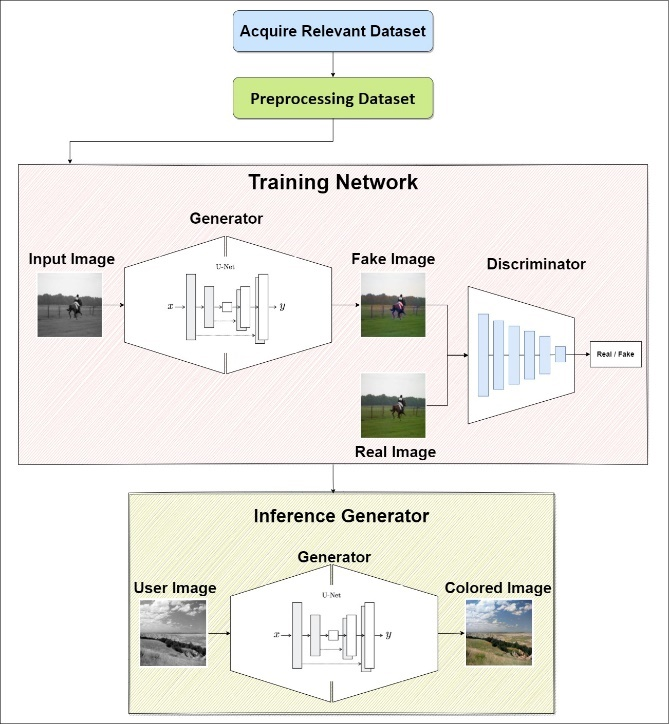 Acquire Relevant Dataset
Preprocessing Dataset
Training Network
Generator
Input Image
U-Net
x
y
Fake Image
Discriminator
Real / Fake
Real Image
Inference Generator
Generator
User Image
U-Net
x
y
Colored Image